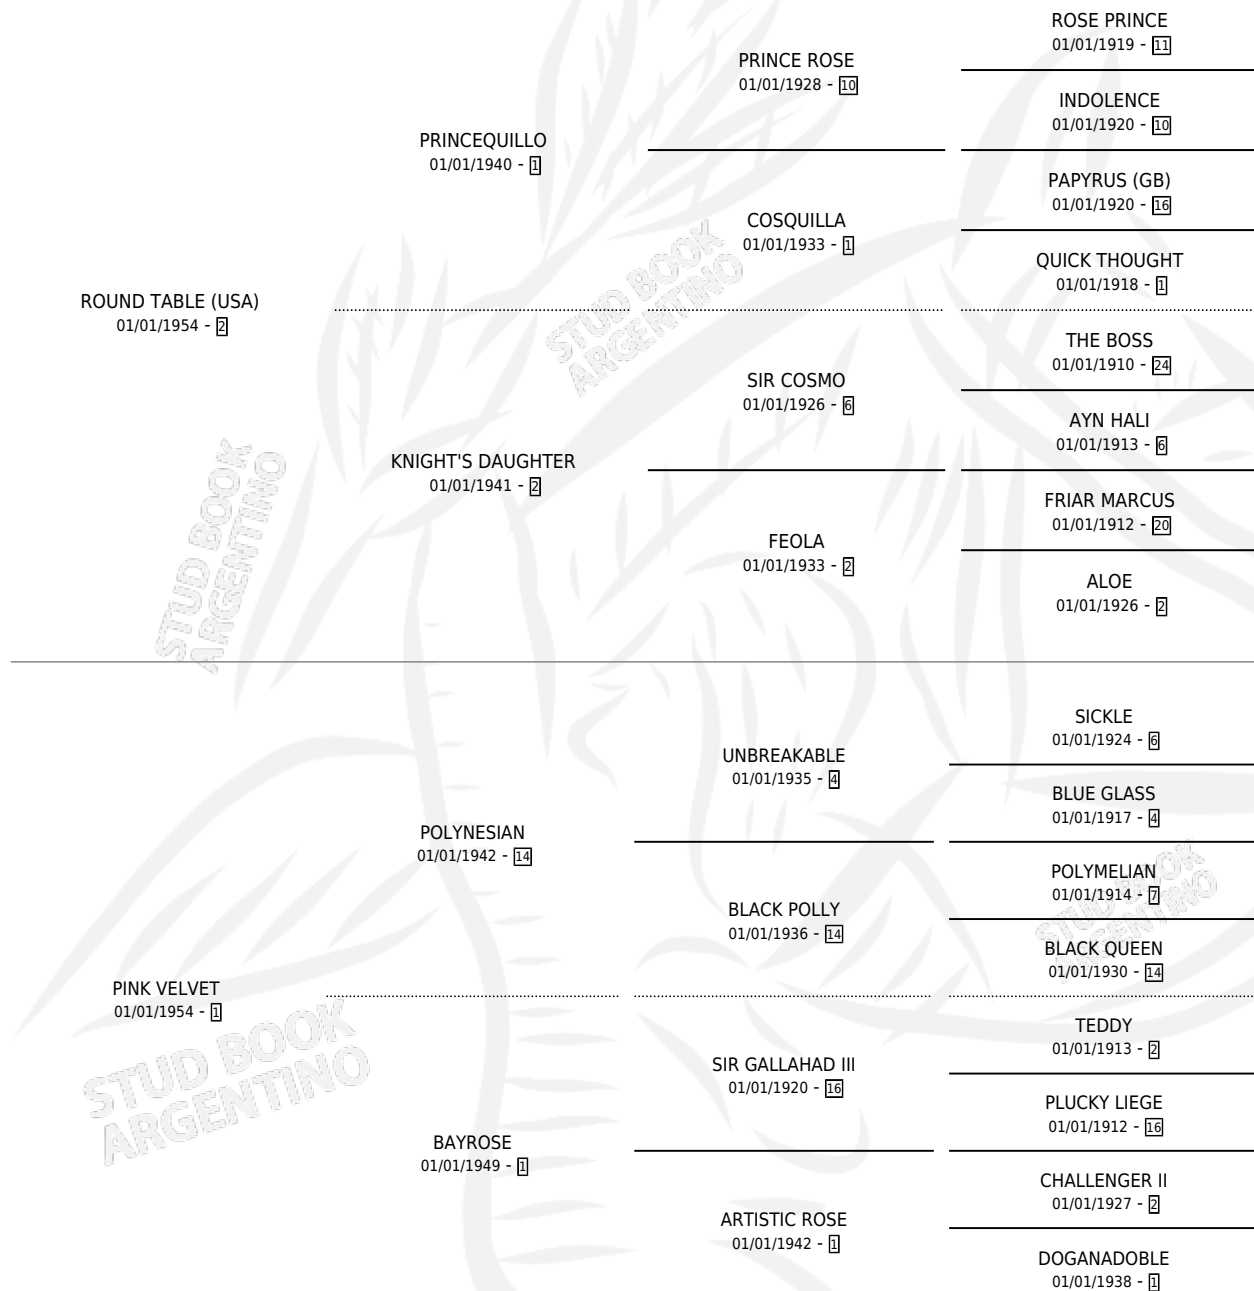 ROSE PRINCE
01/01/1919 - 11
PRINCE ROSE
01/01/1928 - 10
INDOLENCE
01/01/1920 - 10
PRINCEQUILLO
01/01/1940 - 1
PAPYRUS (GB)
01/01/1920 - 16
COSQUILLA
01/01/1933 - 1
QUICK THOUGHT
01/01/1918 - 1
ROUND TABLE (USA)
01/01/1954 - 2
THE BOSS
01/01/1910 - 24
SIR COSMO
01/01/1926 - 6
AYN HALI
01/01/1913 - 6
KNIGHT'S DAUGHTER
01/01/1941 - 2
FRIAR MARCUS
01/01/1912 - 20
FEOLA
01/01/1933 - 2
ALOE
01/01/1926 - 2
SICKLE
01/01/1924 - 6
UNBREAKABLE
01/01/1935 - 4
BLUE GLASS
01/01/1917 - 4
POLYNESIAN
01/01/1942 - 14
POLYMELIAN
01/01/1914 - 7
BLACK POLLY
01/01/1936 - 14
BLACK QUEEN
01/01/1930 - 14
PINK VELVET
01/01/1954 - 1
TEDDY
01/01/1913 - 2
SIR GALLAHAD III
01/01/1920 - 16
PLUCKY LIEGE
01/01/1912 - 16
BAYROSE
01/01/1949 - 1
CHALLENGER II
01/01/1927 - 2
ARTISTIC ROSE
01/01/1942 - 1
DOGANADOBLE
01/01/1938 - 1
STUD BOOK
ARGENTINO
STUD BOOK
ARGENTINO
STUD BOOK
ARGENTINO
STUD BOOK
ARGENTINO